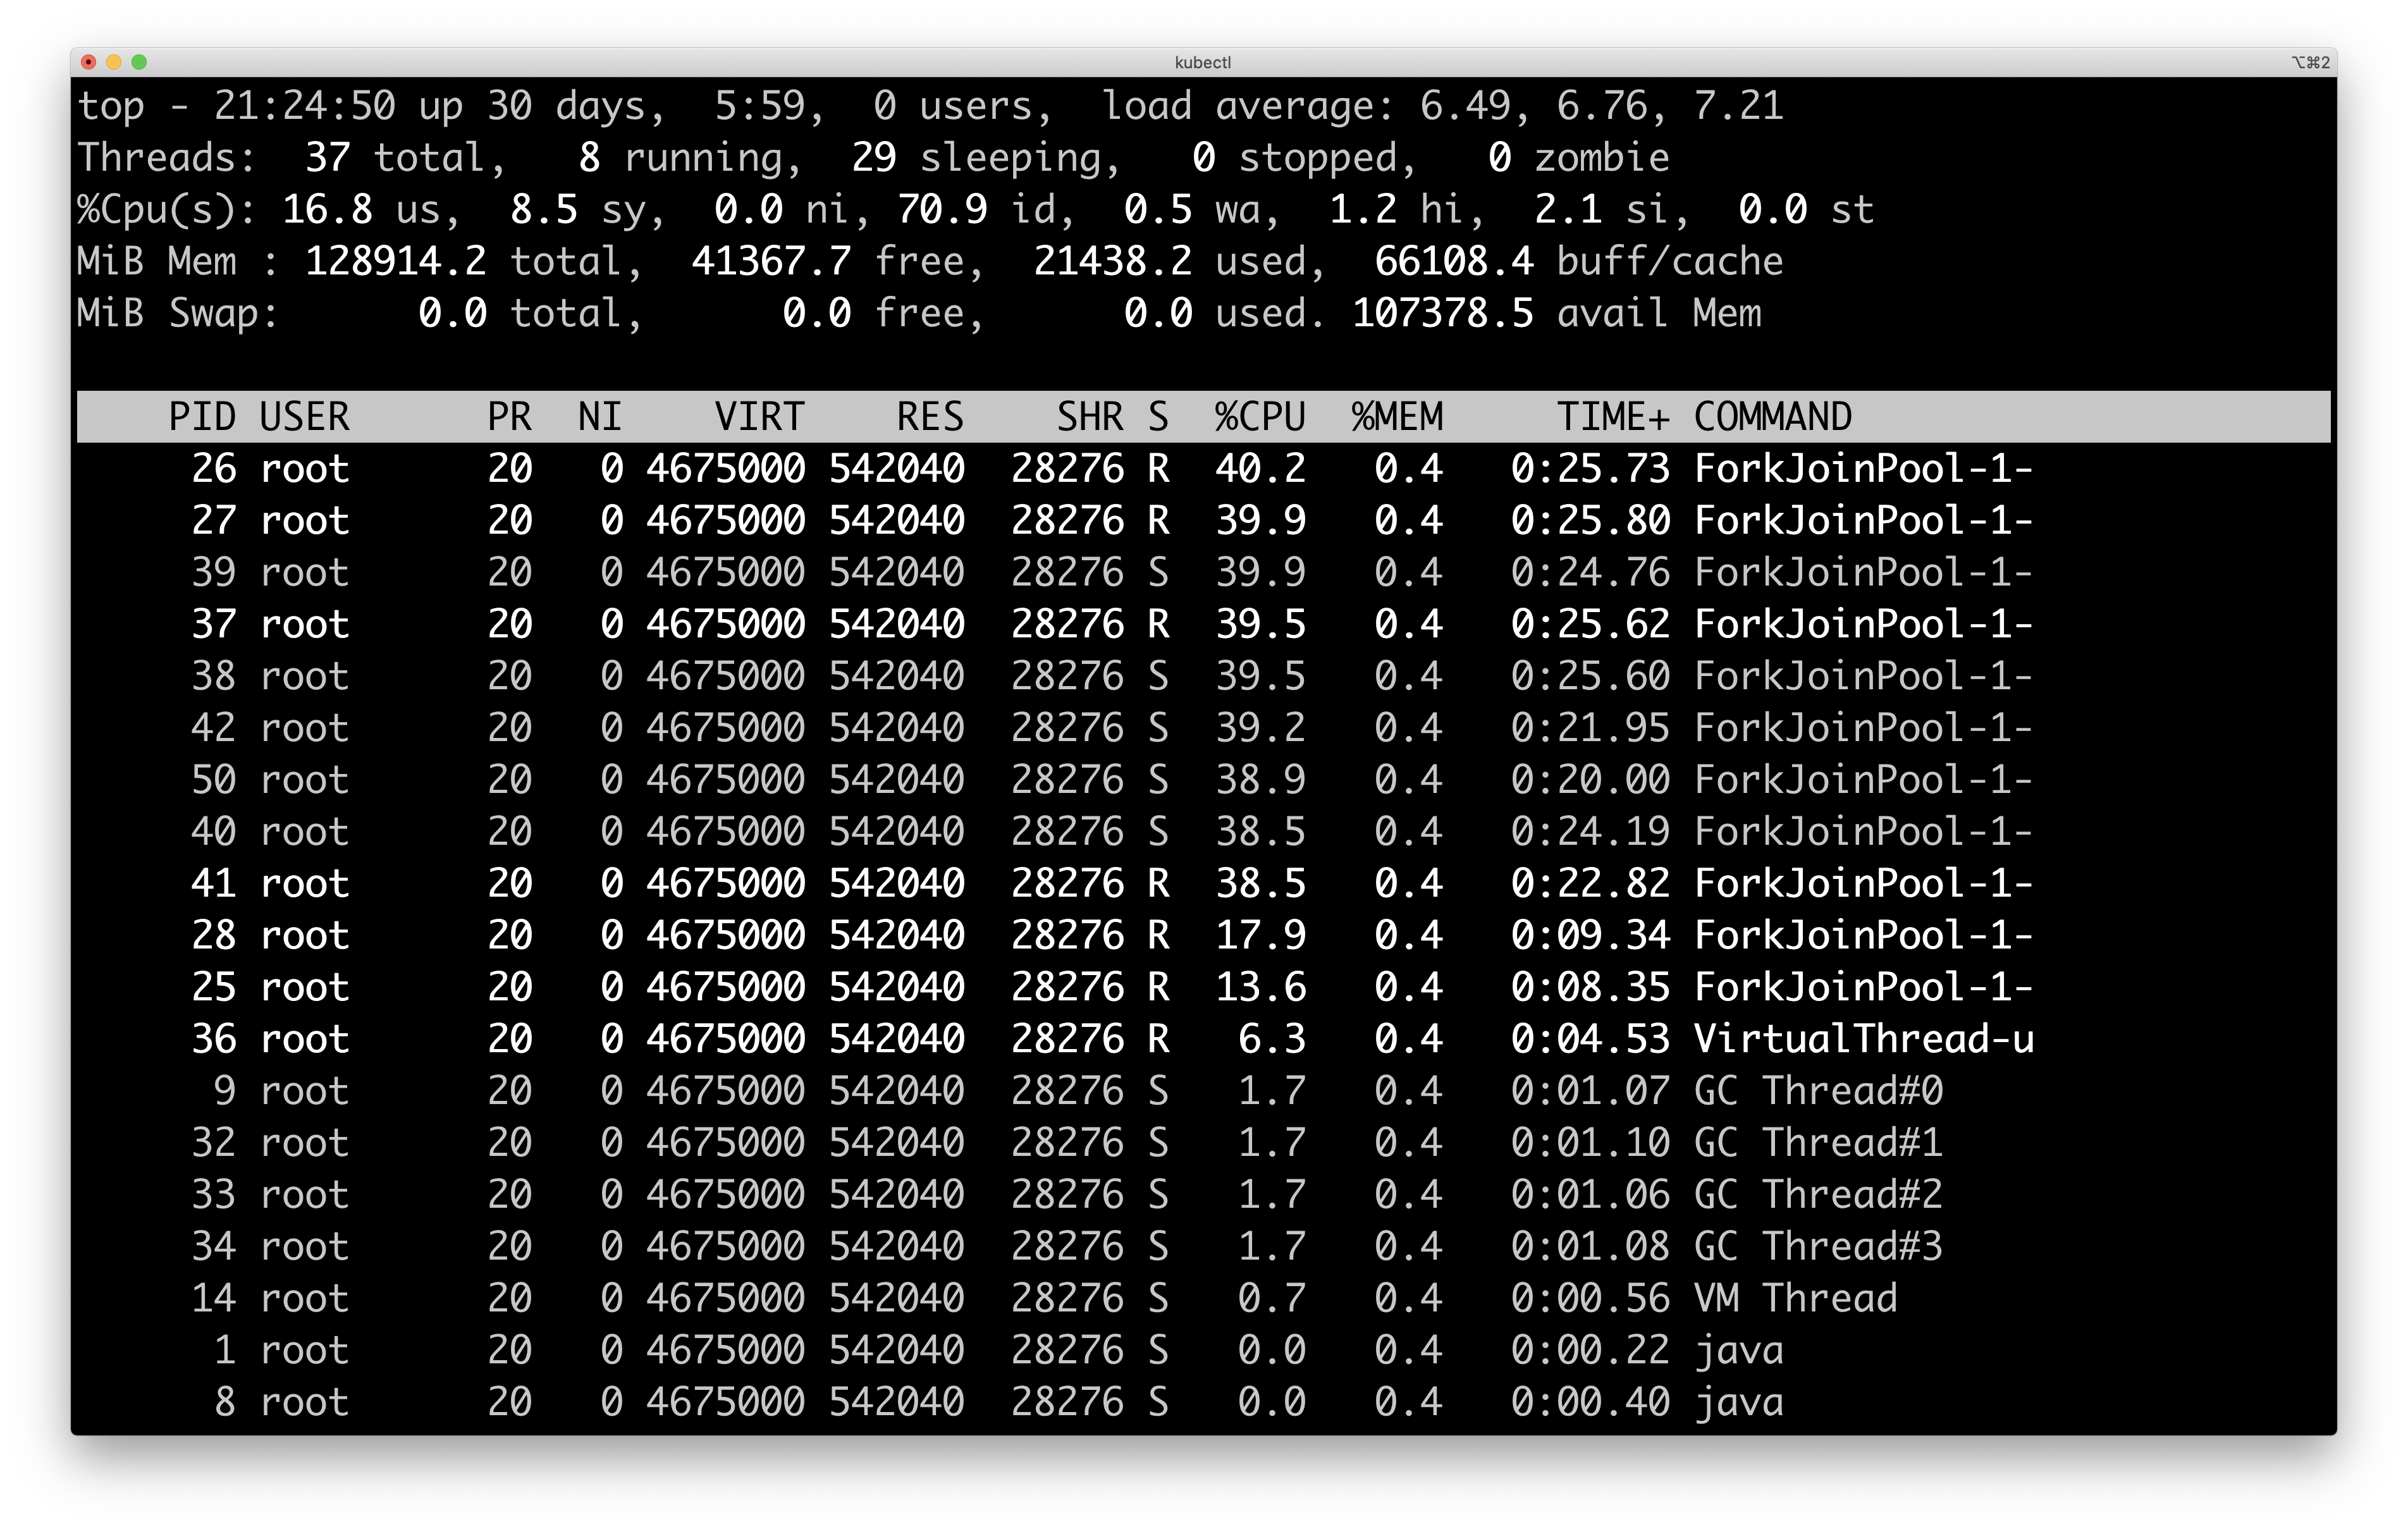 kubectl ⌥⌘2
top - 21:24:50 up 30 days,  5:59,  0 users,  load average: 6.49, 6.76, 7.21
Threads:  37 total,   8 running,  29 sleeping,   0 stopped,   0 zombie
%Cpu(s): 16.8 us,  8.5 sy,  0.0 ni, 70.9 id,  0.5 wa,  1.2 hi,  2.1 si,  0.0 st
MiB Mem : 128914.2 total,  41367.7 free,  21438.2 used,  66108.4 buff/cache
MiB Swap:      0.0 total,      0.0 free,      0.0 used. 107378.5 avail Mem
PID USER      PR  NI    VIRT    RES    SHR S  %CPU  %MEM     TIME+ COMMAND
26 root      20   0 4675000 542040  28276 R  40.2   0.4   0:25.73 ForkJoinPool-1-
27 root      20   0 4675000 542040  28276 R  39.9   0.4   0:25.80 ForkJoinPool-1-
39 root      20   0 4675000 542040  28276 S  39.9   0.4   0:24.76 ForkJoinPool-1-
37 root      20   0 4675000 542040  28276 R  39.5   0.4   0:25.62 ForkJoinPool-1-
38 root      20   0 4675000 542040  28276 S  39.5   0.4   0:25.60 ForkJoinPool-1-
42 root      20   0 4675000 542040  28276 S  39.2   0.4   0:21.95 ForkJoinPool-1-
50 root      20   0 4675000 542040  28276 S  38.9   0.4   0:20.00 ForkJoinPool-1-
40 root      20   0 4675000 542040  28276 S  38.5   0.4   0:24.19 ForkJoinPool-1-
41 root      20   0 4675000 542040  28276 R  38.5   0.4   0:22.82 ForkJoinPool-1-
28 root      20   0 4675000 542040  28276 R  17.9   0.4   0:09.34 ForkJoinPool-1-
25 root      20   0 4675000 542040  28276 R  13.6   0.4   0:08.35 ForkJoinPool-1-
36 root      20   0 4675000 542040  28276 R   6.3   0.4   0:04.53 VirtualThread-u
9 root      20   0 4675000 542040  28276 S   1.7   0.4   0:01.07 GC Thread#0
32 root      20   0 4675000 542040  28276 S   1.7   0.4   0:01.10 GC Thread#1
33 root      20   0 4675000 542040  28276 S   1.7   0.4   0:01.06 GC Thread#2
34 root      20   0 4675000 542040  28276 S   1.7   0.4   0:01.08 GC Thread#3
14 root      20   0 4675000 542040  28276 S   0.7   0.4   0:00.56 VM Thread
1 root      20   0 4675000 542040  28276 S   0.0   0.4   0:00.22 java
8 root      20   0 4675000 542040  28276 S   0.0   0.4   0:00.40 java